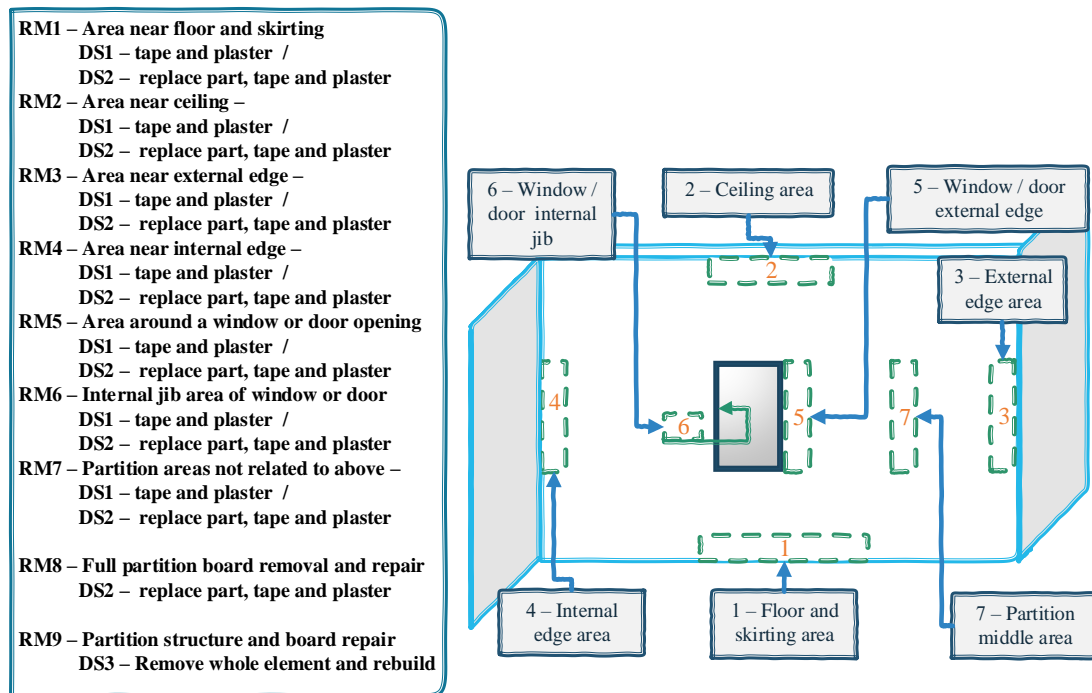 RM1 – Area near floor and skirting
DS1 – tape and plaster /
DS2 – replace part, tape and plaster
RM2 – Area near ceiling –
DS1 – tape and plaster /
DS2 – replace part, tape and plaster
RM3 – Area near external edge –
DS1 – tape and plaster /
DS2 – replace part, tape and plaster
RM4 – Area near internal edge –
DS1 – tape and plaster /
DS2 – replace part, tape and plaster
RM5 – Area around a window or door opening
DS1 – tape and plaster /
DS2 – replace part, tape and plaster
RM6 – Internal jib area of window or door
DS1 – tape and plaster /
DS2 – replace part, tape and plaster
RM7 – Partition areas not related to above –
DS1 – tape and plaster /
DS2 – replace part, tape and plaster
RM8 – Full partition board removal and repair
DS2 – replace part, tape and plaster
RM9 – Partition structure and board repair
DS3 – Remove whole element and rebuild
6 – Window /
door internal
jib
2 – Ceiling area
5 – Window / door
external edge
3 – External
edge area
2
4
6
5
7
3
1
4 – Internal
edge area
1 – Floor and
skirting area
7 – Partition
middle area